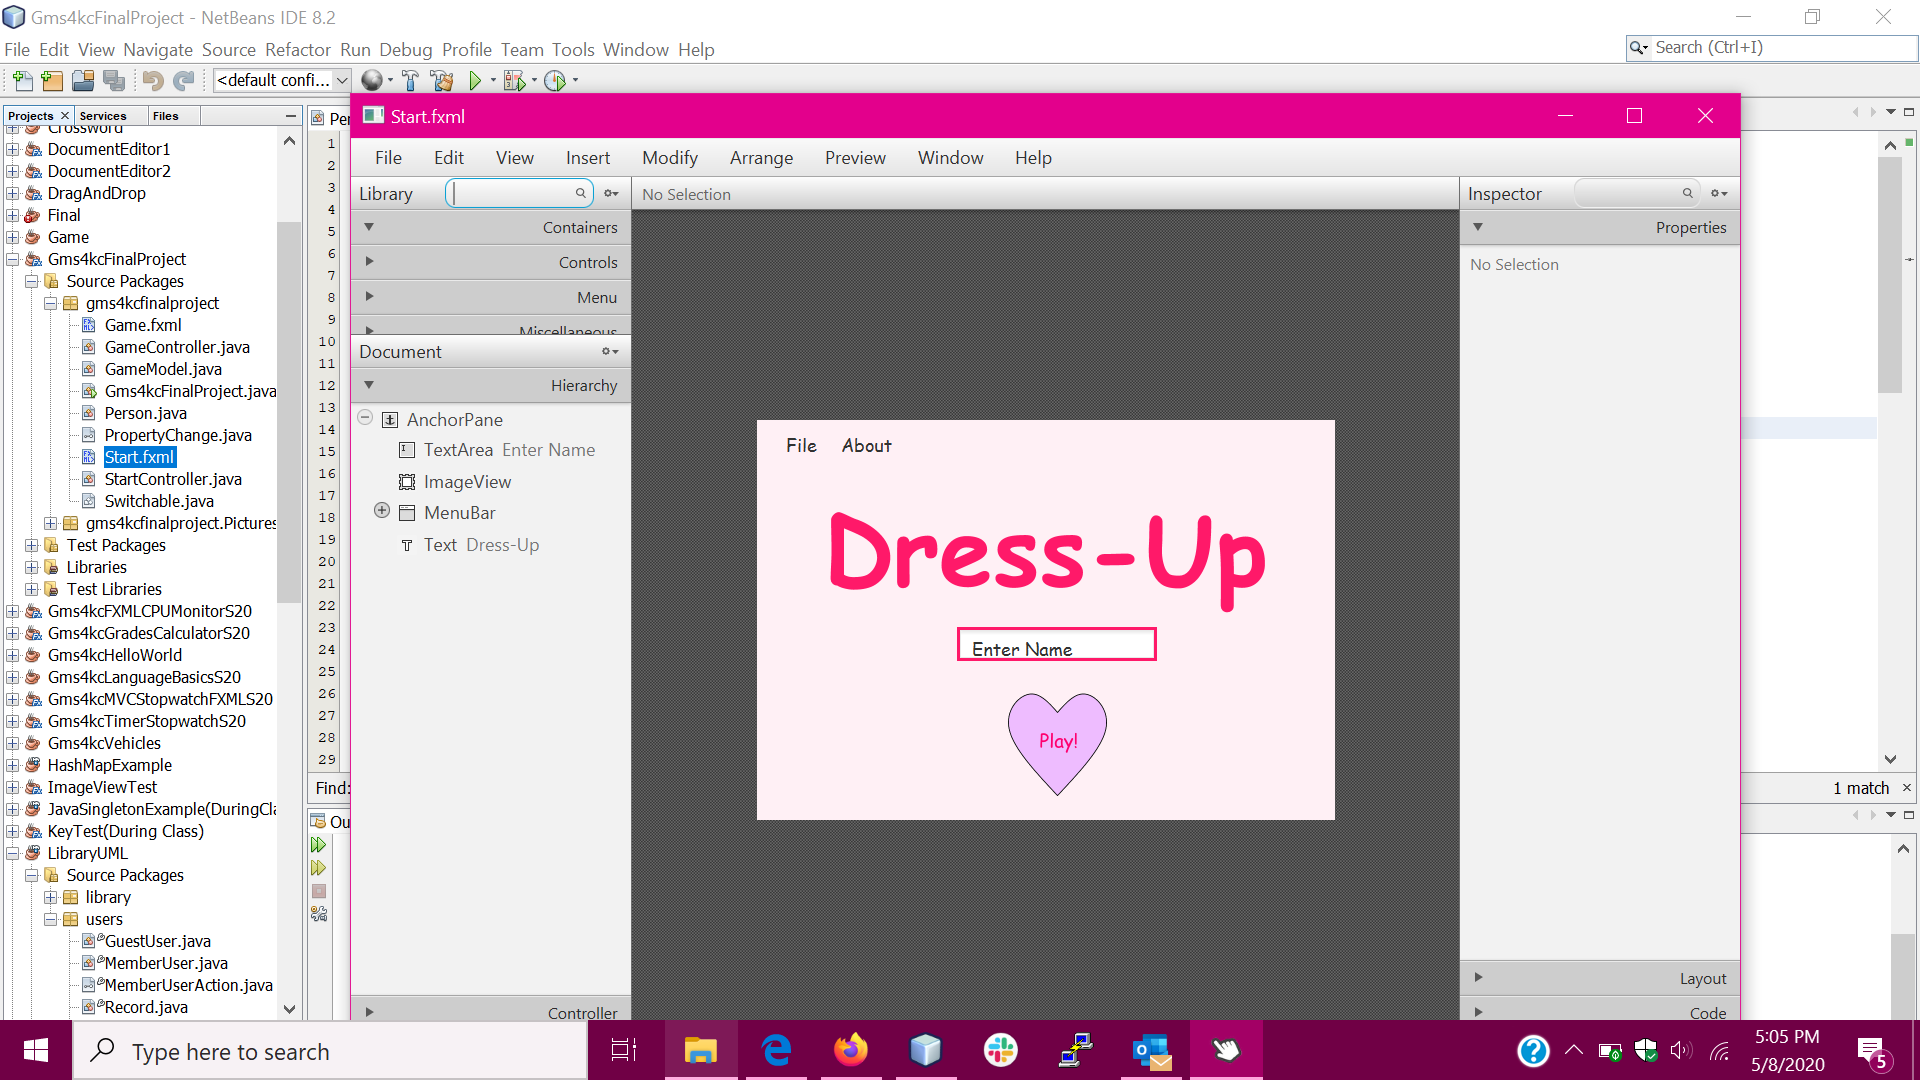 Gms4kcFinalProject - NetBeans IDE 8.2
File Edit View Navigate Source Refactor Run Debug Profile Team Tools Window Help
Search (Ctrl+I)
<default confi...
Projects
Services
Files
Crossword
DocumentEditor1
DocumentEditor2
DragAndDrop
Final
Game
Gms4kcFinalProject
Source Packages
gms4kcfinalproject
Game.fxml
GameController.java
GameModel.java
Gms4kcFinalProject.java
Person.java
PropertyChange.java
Start.fxml
StartController.java
Switchable.java
gms4kcfinalproject.Pictures
Test Packages
Libraries
Test Libraries
Gms4kcFXMLCPUMonitorS20
Gms4kcGradesCalculatorS20
Gms4kcHelloWorld
Gms4kcLanguageBasicsS20
Gms4kcMVCStopwatchFXMLS20
Gms4kcTimerStopwatchS20
Gms4kcVehicles
HashMapExample
ImageViewTest
JavaSingletonExample(DuringCla
KeyTest(During Class)
LibraryUML
Source Packages
library
users
GuestUser.java
MemberUser.java
MemberUserAction.java
Record.java
Per
1
2
3
4
5
6
7
8
9
10
11
12
13
14
15
16
17
18
19
20
21
22
23
24
25
26
27
28
29
Find:
1 match
Ou
Start.fxml
File Edit View Insert Modify Arrange Preview Window Help
Library
Containers
Controls
Menu
Miscellaneous
Document
Hierarchy
AnchorPane
TextArea Enter Name
ImageView
MenuBar
Text Dress-Up
Controller
No Selection
File About
Dress-Up
Enter Name
Play!
Inspector
Properties
No Selection
Layout
Code
Type here to search
5:05 PM
5/8/2020
5